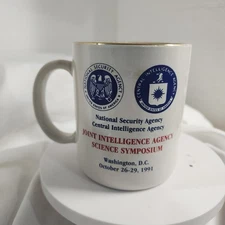 National Security Agency
Central Intelligence Agency
JOINT INTELLIGENCE AGENCY
SCIENCE SYMPOSIUM
Washington, D.C.
October 26-29, 1991